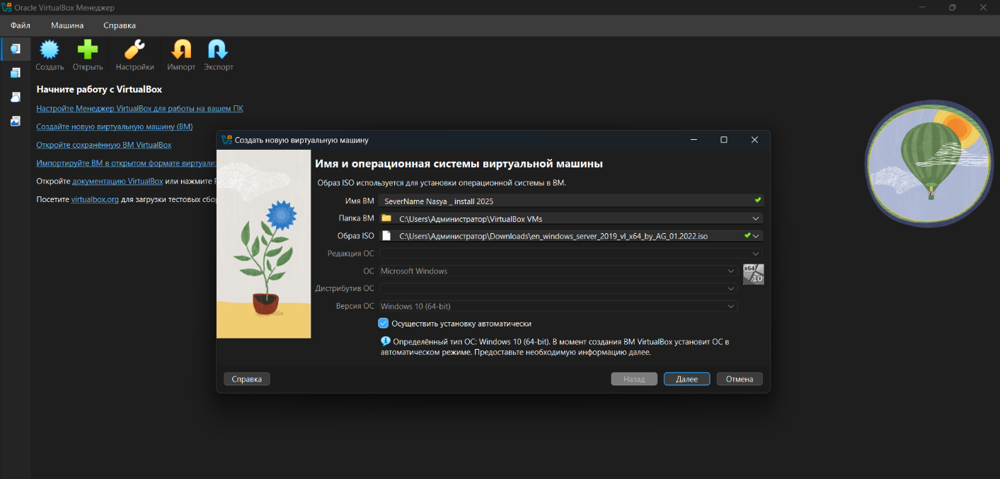 Oracle VirtualBox Менеджер
Файл Машина Справка
Создать Открыть Настройки Импорт Экспорт
Начните работу с VirtualBox
Настройте Менеджер VirtualBox для работы на вашем ПК
Создайте новую виртуальную машину (ВМ)
Откройте сохранённую ВМ VirtualBox
Импортируйте ВМ в открытом формате виртуали
Откройте документацию VirtualBox или нажмите
Посетите virtualbox.org для загрузки тестовых сбо
Создать новую виртуальную машину
Имя и операционная системы виртуальной машины
Образ ISO используется для установки операционной системы в ВМ.
Имя ВМ SeverName Nasya _ install 2025
Папка ВМ C:\Users\Администратор\VirtualBox VMs
Образ ISO C:\Users\Администратор\Downloads\en_windows_server_2019_vl_x64_by_AG_01.2022.iso
Редакция ОС
ОС Microsoft Windows
x64
10
Дистрибутив ОС
Версия ОС Windows 10 (64-bit)
Осуществить установку автоматически
Определённый тип ОС: Windows 10 (64-bit). В момент создания ВМ VirtualBox установит ОС в
автоматическом режиме. Предоставьте необходимую информацию далее.
Справка Назад Далее Отмена